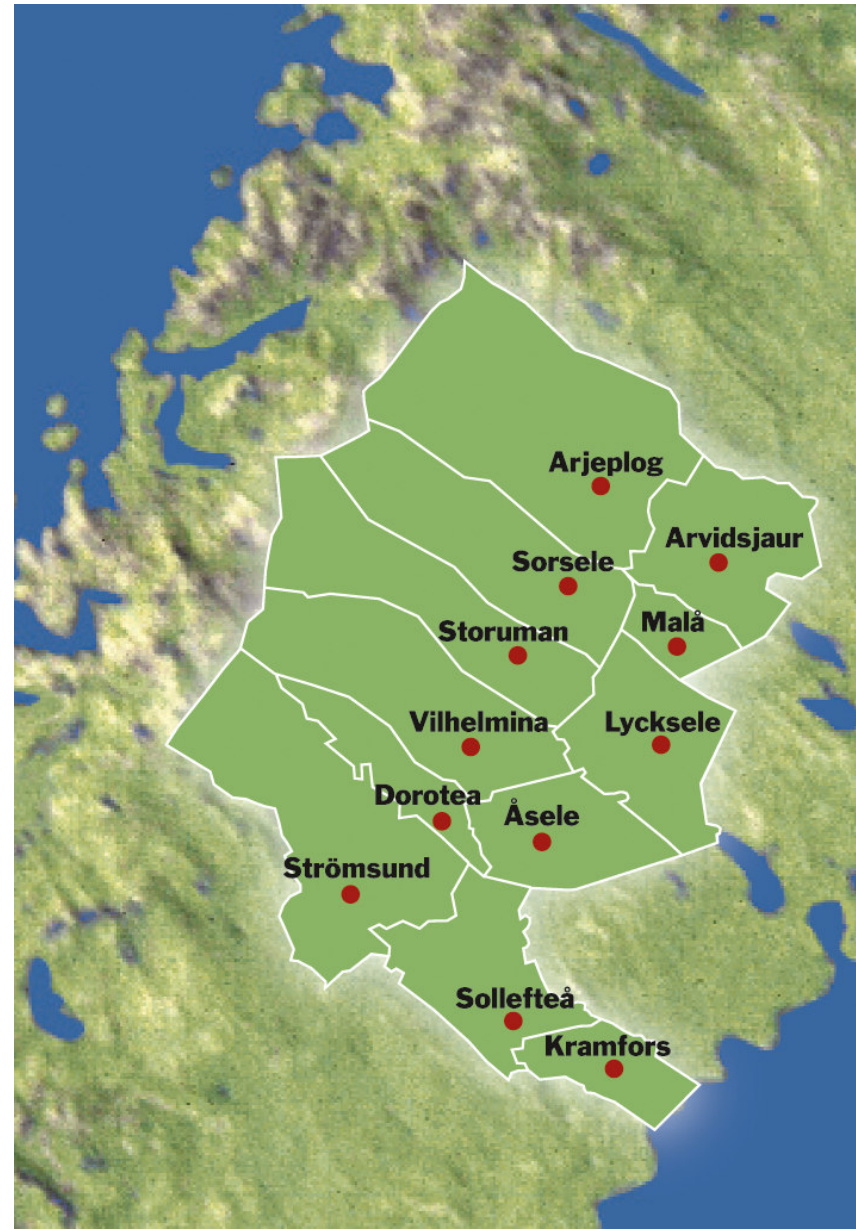 Arjeplog
Arvidsjaur
Sorsele
Malå
Storuman
Vilhelmina
Lycksele
Dorotea
Åsele
Strömsund
Sollefteå
Kramfors